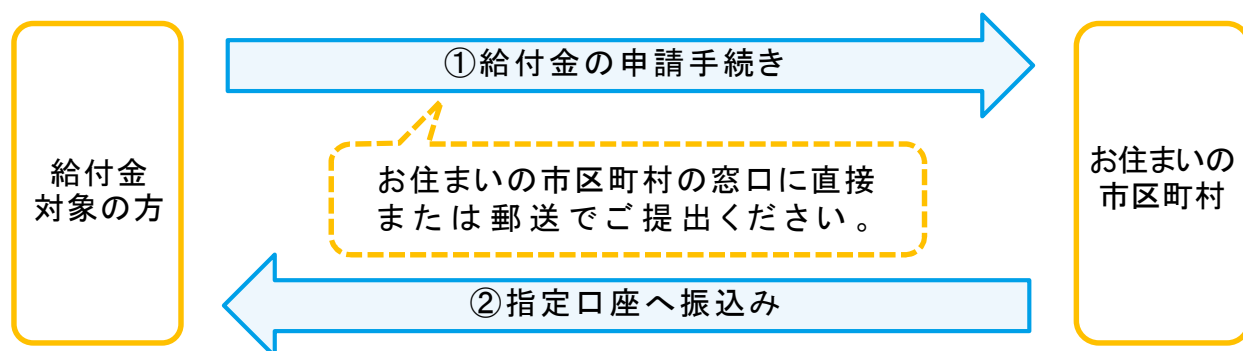 ①給付金の申請手続き
給付金
対象の方
お住まいの市区町村の窓口に直接
または郵送でご提出ください。
お住まいの
市区町村
②指定口座へ振込み